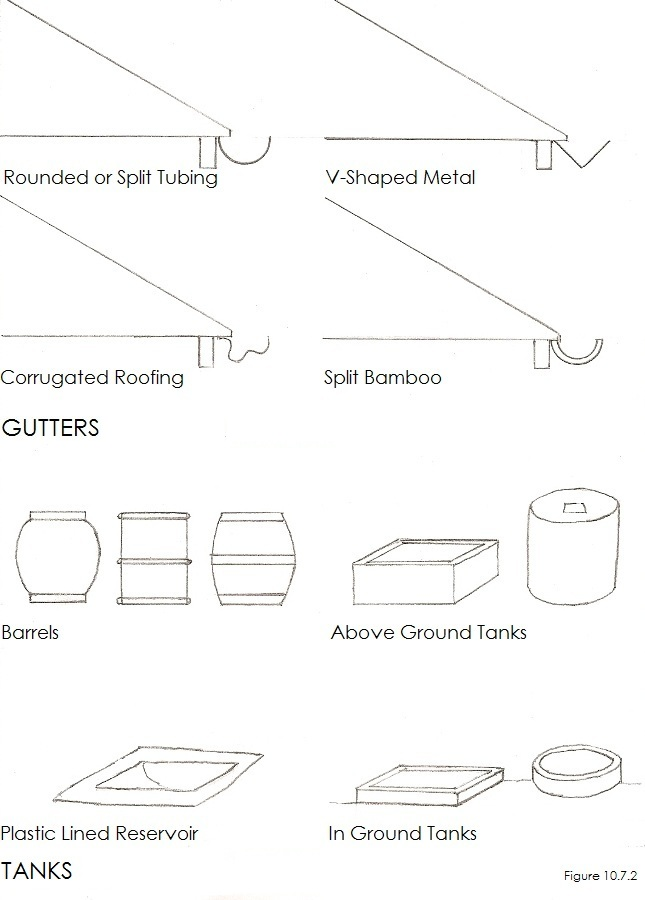 Rounded or Split Tubing
V-Shaped Metal
Corrugated Roofing
Split Bamboo
GUTTERS
Barrels
Above Ground Tanks
Plastic Lined Reservoir
In Ground Tanks
TANKS
Figure 10.7.2